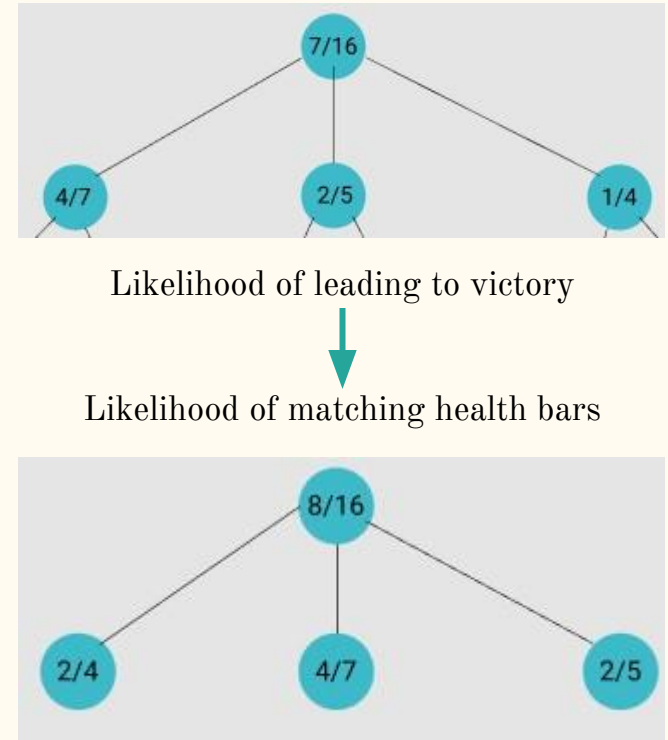 7/16
4/7 2/5 1/4
Likelihood of leading to victory
Likelihood of matching health bars
8/16
2/4 4/7 2/5